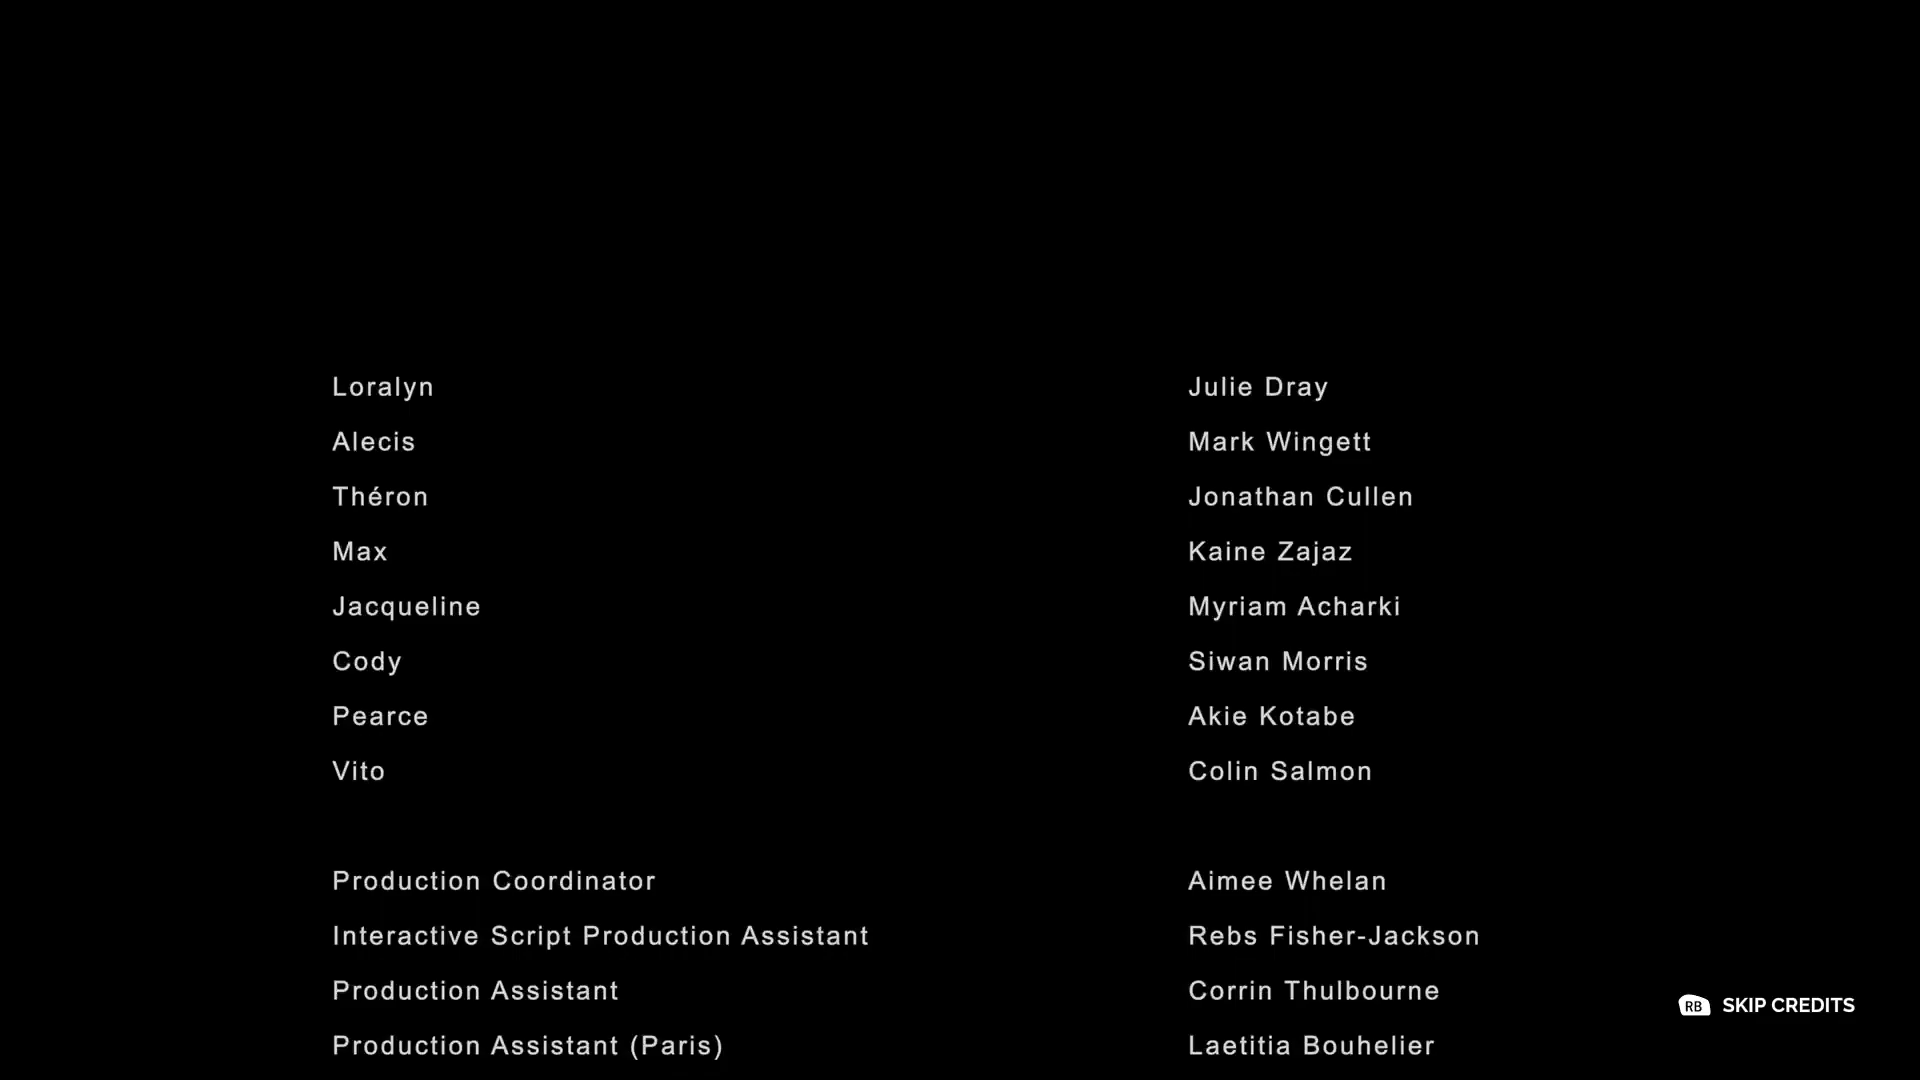 Loralyn Julie Dray
Alecis Mark Wingett
Théron Jonathan Cullen
Max Kaine Zajaz
Jacqueline Myriam Acharki
Cody Siwan Morris
Pearce Akie Kotabe
Vito Colin Salmon
Production Coordinator Aimee Whelan
Interactive Script Production Assistant Rebs Fisher-Jackson
Production Assistant Corrin Thulbourne
RB SKIP CREDITS
Production Assistant (Paris) Laetitia Bouhelier